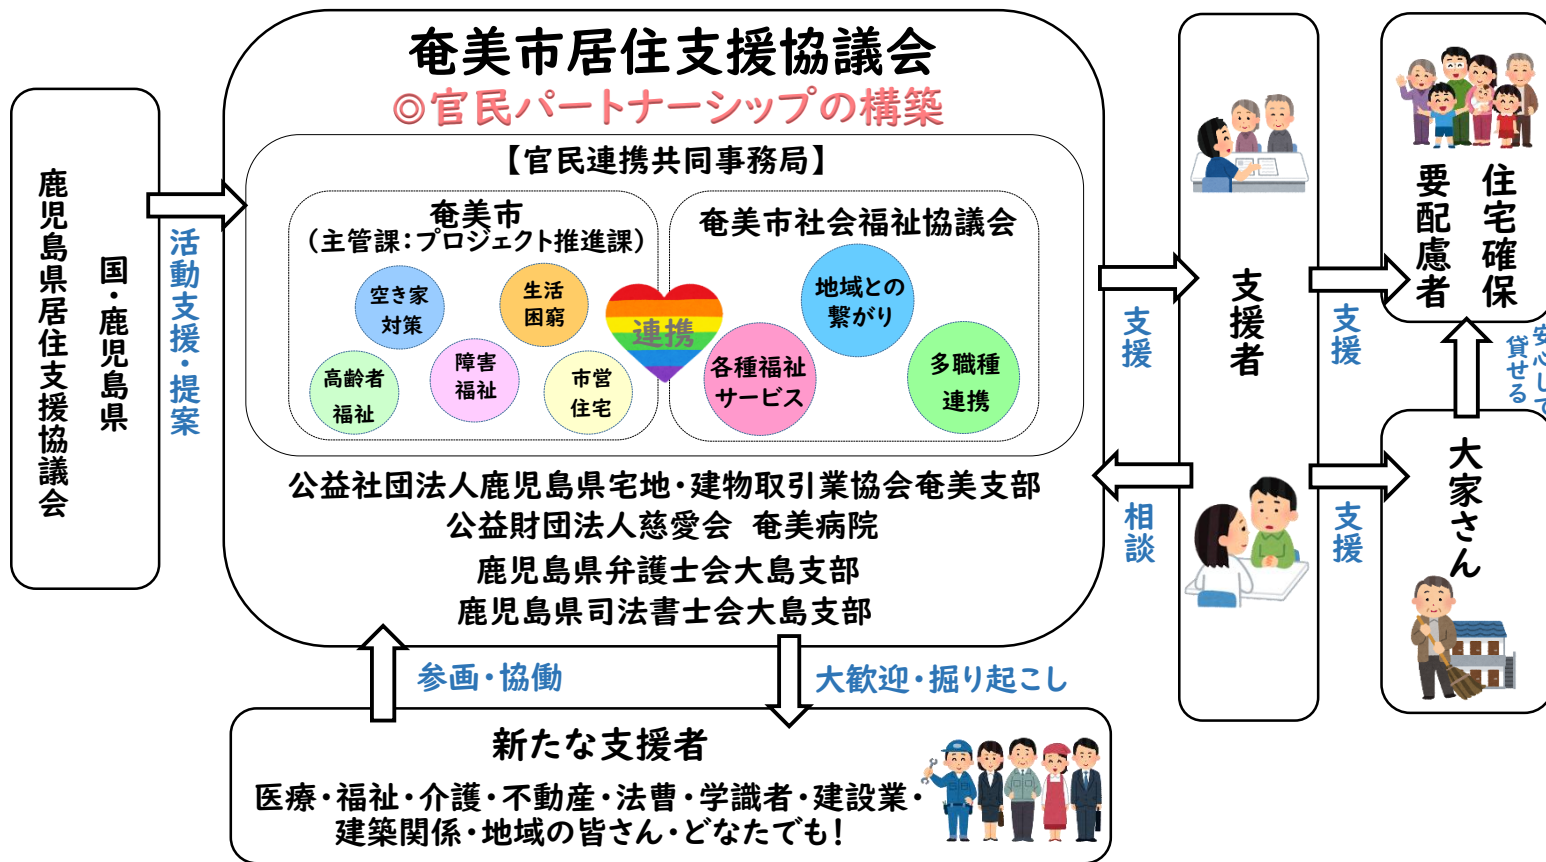 奄美市居住支援協議会
◎官民パートナーシップの構築
【官民連携共同事務局】
奄美市
(主管課:プロジェクト推進課)
空き家
対策
生活
困窮
高齢者
福祉
障害
福祉
市営
住宅
連携
奄美市社会福祉協議会
地域との
繋がり
各種福祉
サービス
多職種
連携
公益社団法人鹿児島県宅地・建物取引業協会奄美支部
公益財団法人慈愛会 奄美病院
鹿児島県弁護士会大島支部
鹿児島県司法書士会大島支部
国・鹿児島県
鹿児島県居住支援協議会
活動支援・提案
参画・協働
大歓迎・掘り起こし
新たな支援者
医療・福祉・介護・不動産・法曹・学識者・建設業・
建築関係・地域の皆さん・どなたでも!
支援
相談
支援者
支援
支援
住宅確保
要配慮者
安心して
貸せる
大家さん